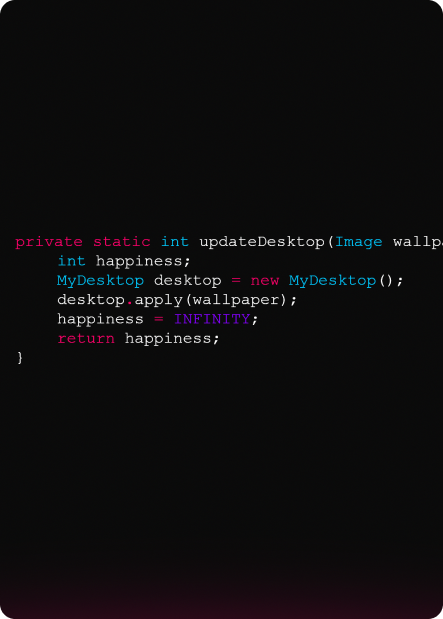 private static int updateDesktop(Image wallpa
int happiness;
MyDesktop desktop = new MyDesktop();
desktop.apply(wallpaper);
happiness = INFINITY;
return happiness;
}